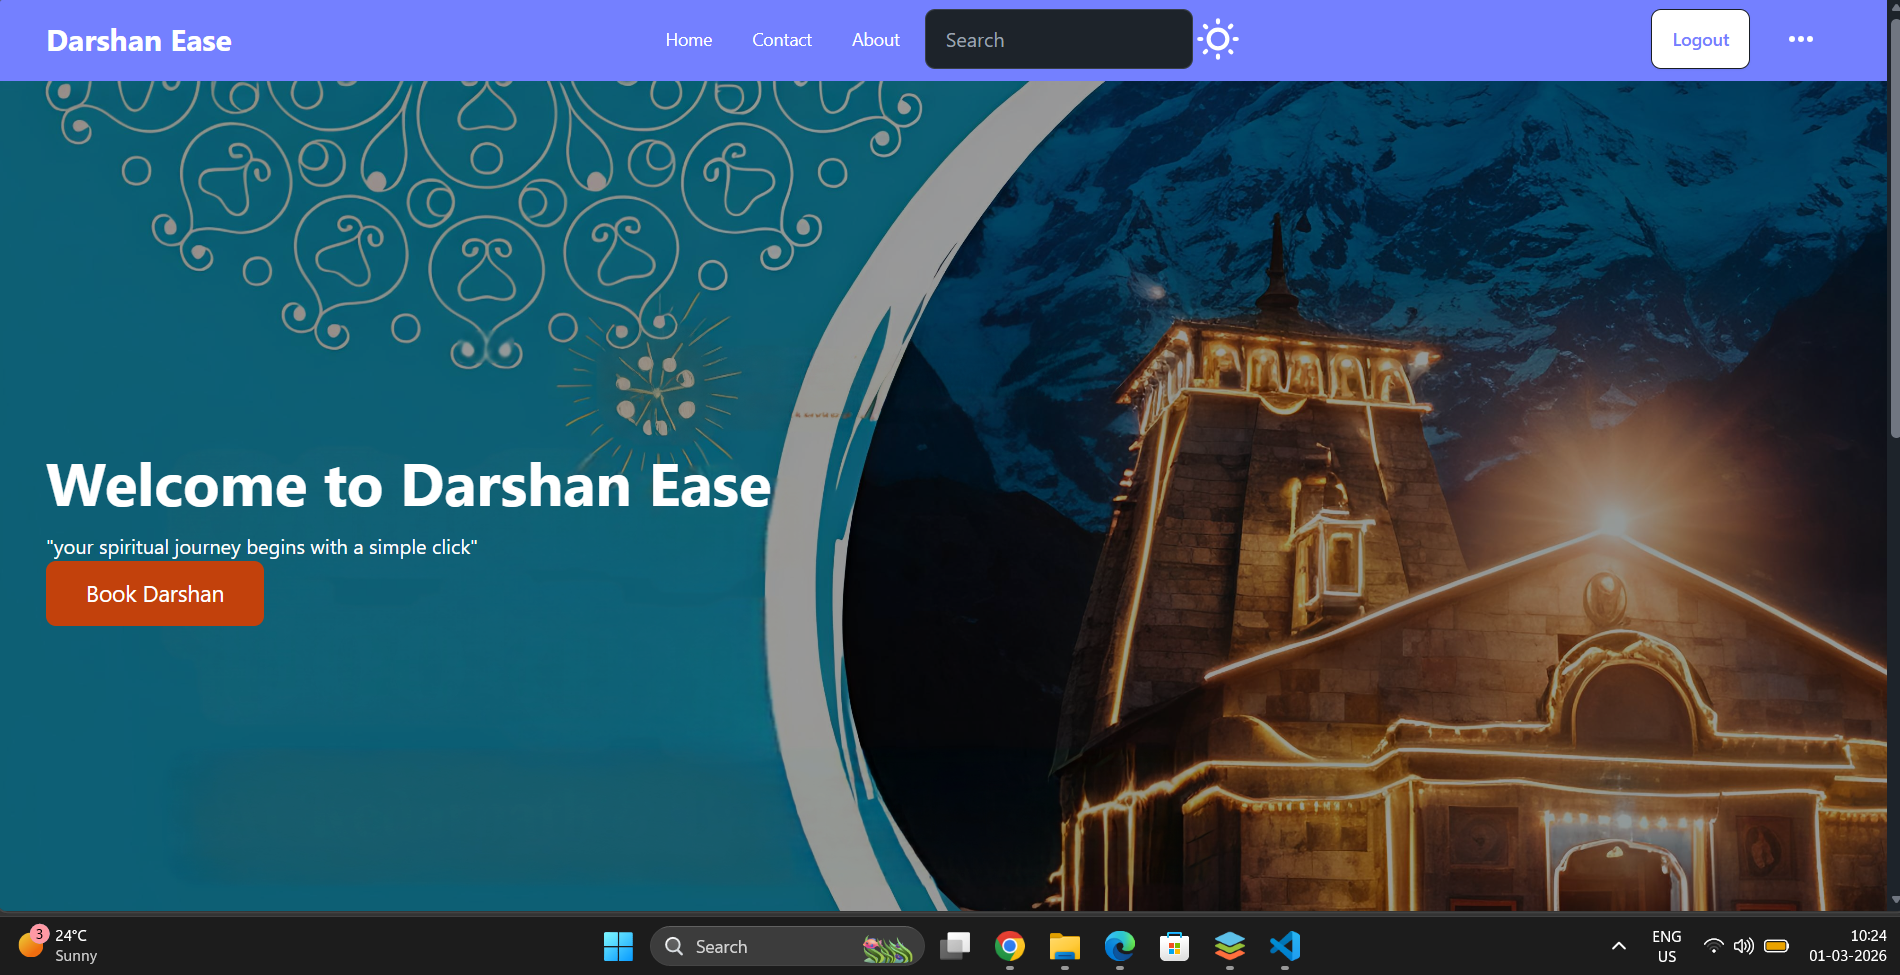 Darshan Ease
Home
Contact
About
Search
Logout
Welcome to Darshan Ease
"your spiritual journey begins with a simple click"
Book Darshan
3
24°C
Sunny
Search
ENG
US
10:24
01-03-2026